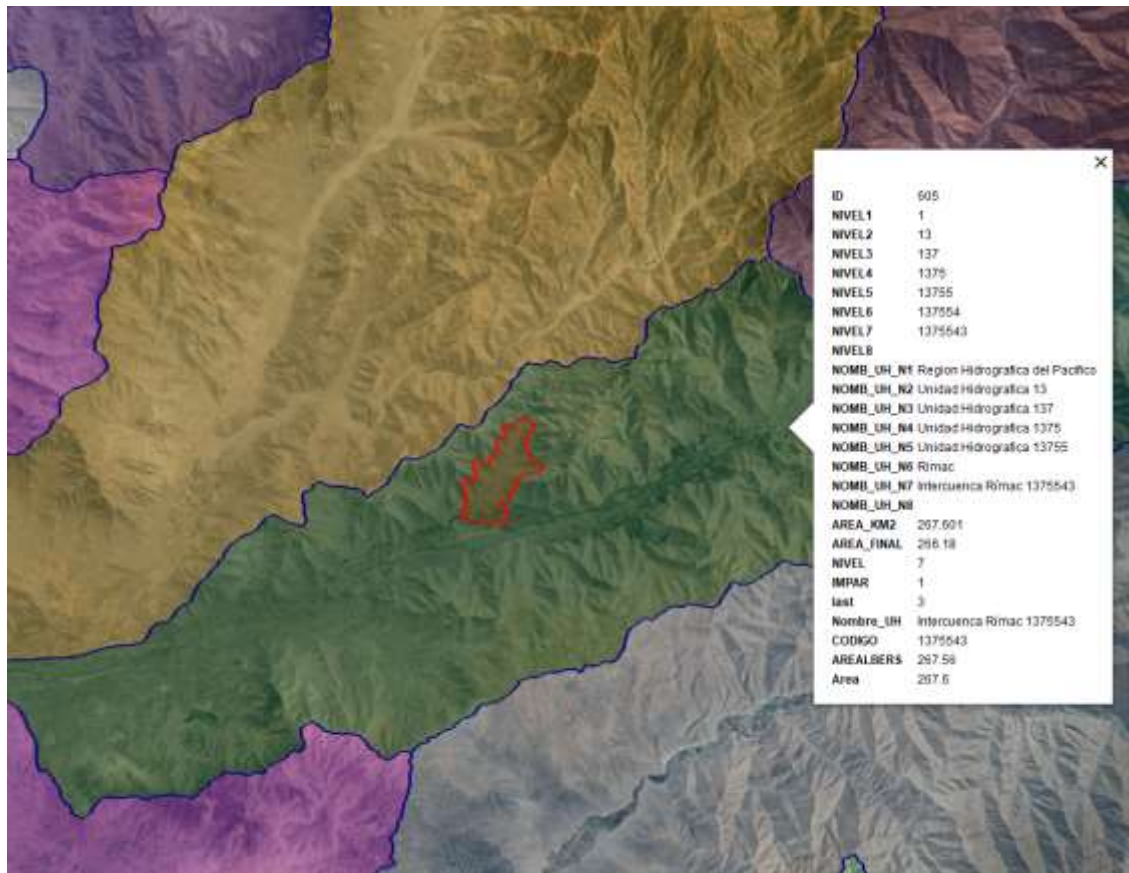 ID 605
NIVEL1 1
NIVEL2 13
NIVEL3 137
NIVEL4 1375
NIVEL5 13755
NIVEL6 137554
NIVEL7 1375543
NIVEL8
NOMB_UH_N1 Region Hidrografica del Pacifico
NOMB_UH_N2 Unidad Hidrografica 13
NOMB_UH_N3 Unidad Hidrografica 137
NOMB_UH_N4 Unidad Hidrografica 1375
NOMB_UH_N5 Unidad Hidrografica 13755
NOMB_UH_N6 Rimac
NOMB_UH_N7 Intercuenca Rímac 1375543
NOMB_UH_N8
AREA_KM2 267.601
AREA_FINAL 266.18
NIVEL 7
IMPAR 1
last 3
Nombre_UH Intercuenca Rímac 1375543
CODIGO 1375543
AREALBERS 267.56
Area 267.6